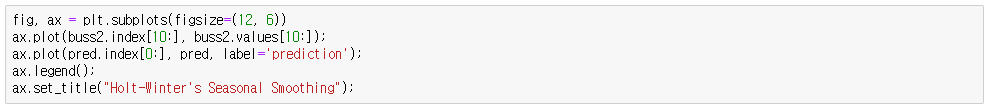 fig, ax = plt.subplots(figsize=(12, 6))
ax.plot(buss2.index[10:], buss2.values[10:]);
ax.plot(pred.index[0:], pred, label='prediction');
ax.legend();
ax.set_title("Holt-Winter's Seasonal Smoothing");